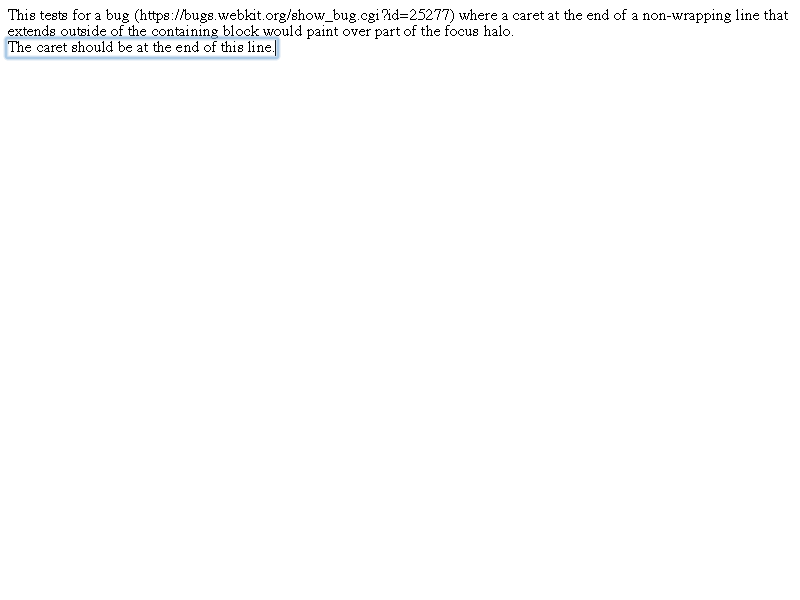 This tests for a bug (https://bugs.webkit.org/show_bug.cgi?id=25277) where a caret at the end of a non-wrapping line that
extends outside of the containing block would paint over part of the focus halo.
The caret should be at the end of this line.